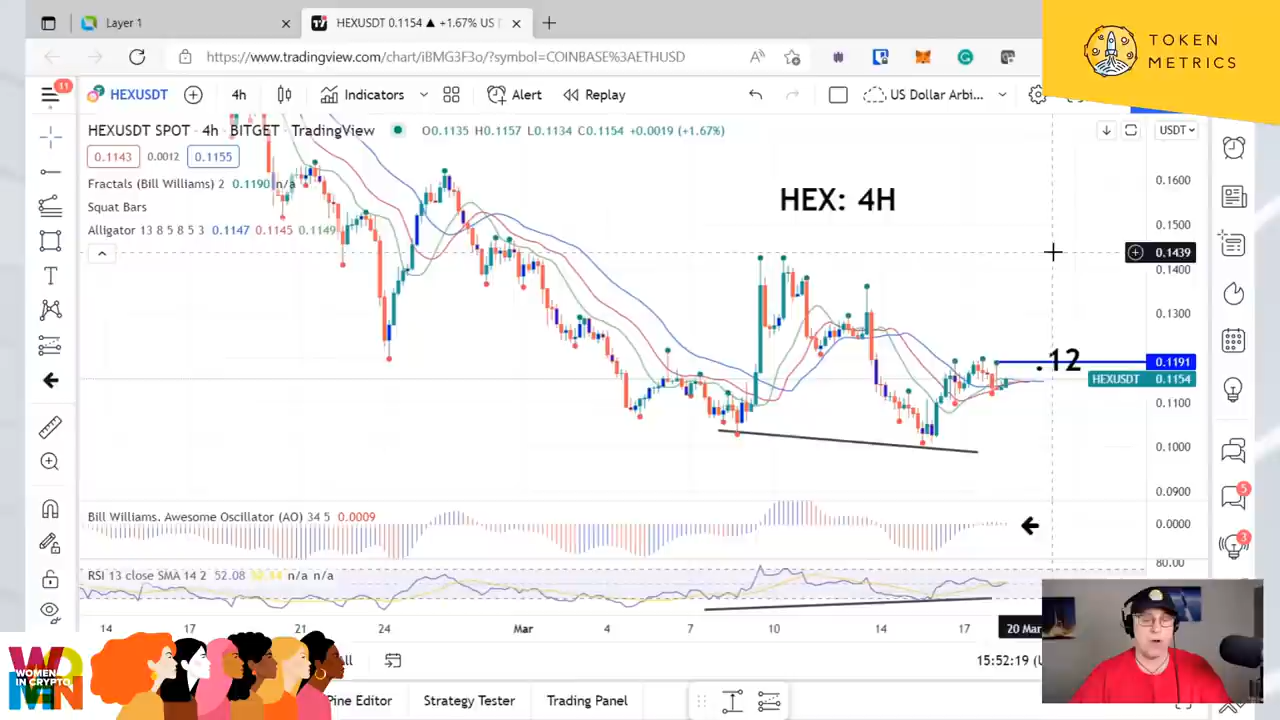 Layer 1
HEXUSDT 0.1154 ▲ +1.67% US
https://www.tradingview.com/chart/iBMG3F3o/?symbol=COINBASE%3AETHUSD
TOKEN
METRICS
11
HEXUSDT
4h
Indicators
Alert
Replay
US Dollar Arbi...
HEXUSDT SPOT · 4h · BITGET · TradingView
O0.1135 H0.1157 L0.1134 C0.1154 +0.0019 (+1.67%)
USDT
0.1143
0.0012
0.1155
Fractals (Bill Williams) 2 0.1190 n/a
Squat Bars
Alligator 13 8 5 8 5 3 0.1147 0.1145 0.1149
HEX: 4H
0.1600
0.1500
0.1439
0.1400
0.1300
.12
0.1191
HEXUSDT 0.1154
0.1100
0.1000
0.0900
Bill Williams. Awesome Oscillator (AO) 34 5 0.0009
0.0000
RSI 13 close SMA 14 2 52.08 n/a n/a
80.00
5
3
14
17
21
24
Mar
4
7
10
14
17
20 Mar
15:52:19 (U
Pine Editor
Strategy Tester
Trading Panel
WOMEN
WOMEN
IN CRYPTO